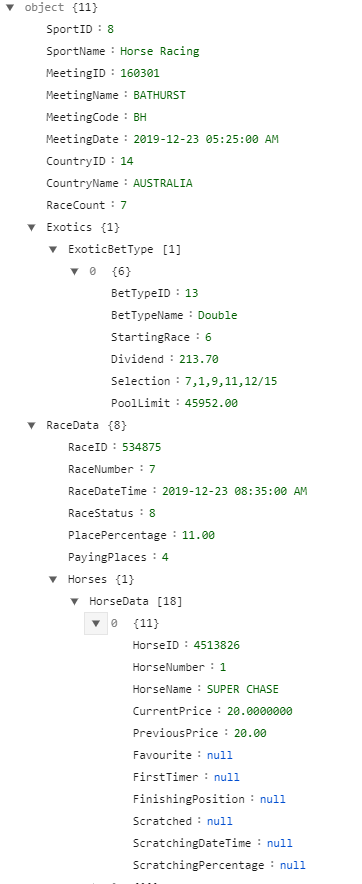 object {11}
SportID : 8
SportName : Horse Racing
MeetingID : 160301
MeetingName : BATHURST
MeetingCode : BH
MeetingDate : 2019-12-23 05:25:00 AM
CountryID : 14
CountryName : AUSTRALIA
RaceCount : 7
Exotics {1}
ExoticBetType [1]
0 {6}
BetTypeID : 13
BetTypeName : Double
StartingRace : 6
Dividend : 213.70
Selection : 7,1,9,11,12/15
PoolLimit : 45952.00
RaceData {8}
RaceID : 534875
RaceNumber : 7
RaceDateTime : 2019-12-23 08:35:00 AM
RaceStatus : 8
PlacePercentage : 11.00
PayingPlaces : 4
Horses {1}
HorseData [18]
0 {11}
HorseID : 4513826
HorseNumber : 1
HorseName : SUPER CHASE
CurrentPrice : 20.0000000
PreviousPrice : 20.00
Favourite : null
FirstTimer : null
FinishingPosition : null
Scratched : null
ScratchingDateTime : null
ScratchingPercentage : null